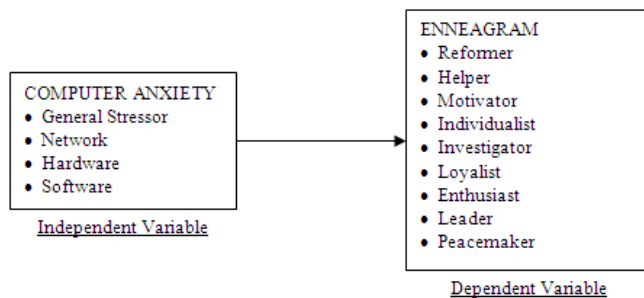 COMPUTER ANXIETY
• General Stressor
• Network
• Hardware
• Software
Independent Variable
ENNEAGRAM
• Reformer
• Helper
• Motivator
• Individualist
• Investigator
• Loyalist
• Enthusiast
• Leader
• Peacemaker
Dependent Variable